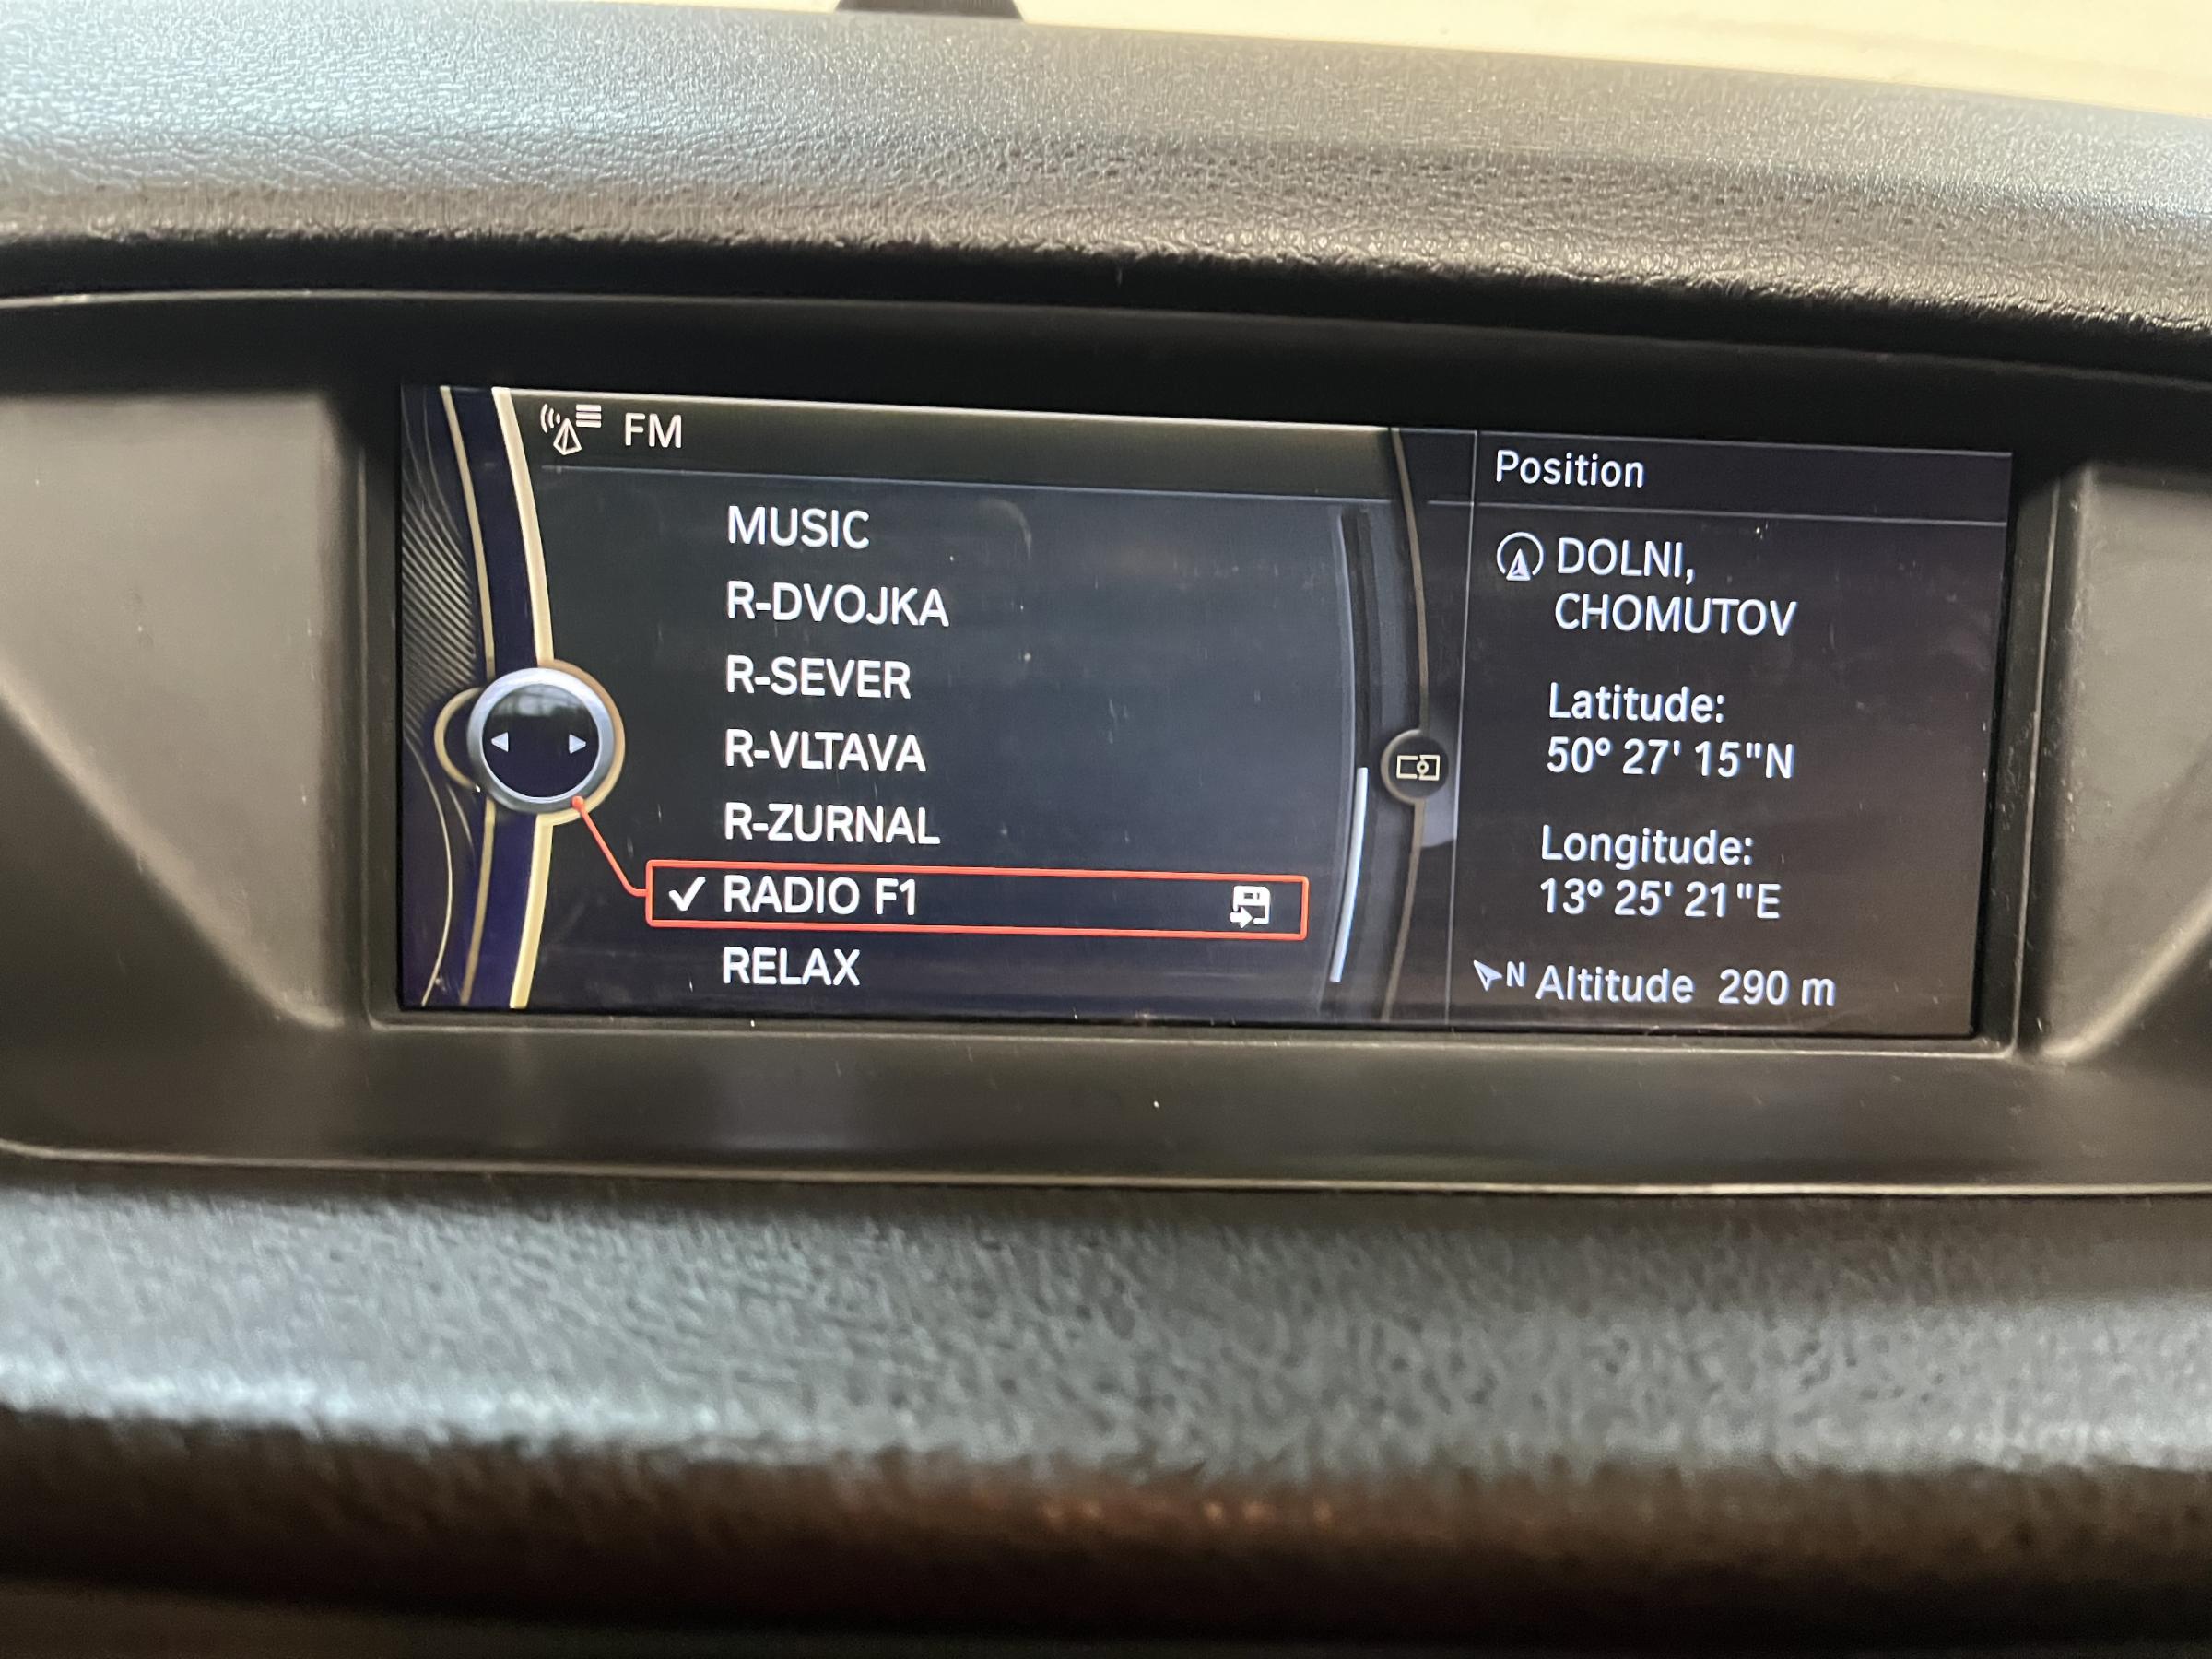 FM
MUSIC
R-DVOJKA
R-SEVER
R-VLTAVA
R-ZURNAL
RADIO F1
RELAX
Position
DOLNI,
CHOMUTOV
Latitude:
50° 27' 15"N
Longitude:
13° 25' 21"E
N Altitude 290 m